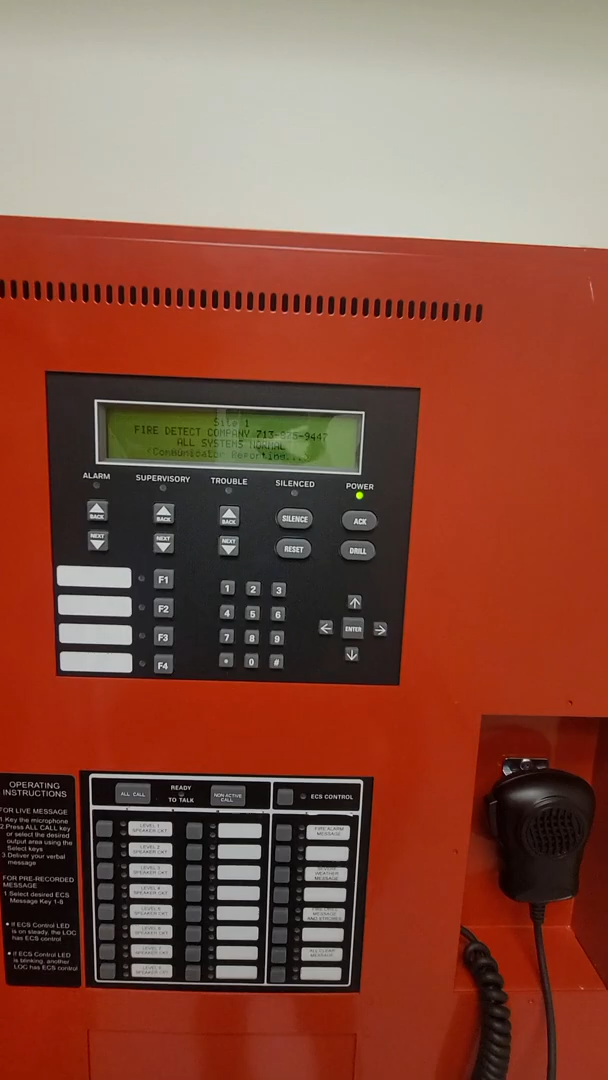 Site 1
FIRE DETECT COMPANY 713-
ALL SYSTEMS NORMAL
(Communicator Reporting...)
ALARM
SUPERVISORY
TROUBLE
SILENCED
POWER
BACK
BACK
BACK
SILENCE
ACK
NEXT
NEXT
NEXT
RESET
DRILL
F1
F2
F3
F4
1 2 3
4 5 6
7 8 9
* 0 #
ENTER
OPERATING
INSTRUCTIONS
FOR LIVE MESSAGE
1 Key the microphone
2 Press ALL CALL key
or select the desired
output area using the
Select keys
3 Deliver your verbal
message
FOR PRE-RECORDED
MESSAGE
1 Select desired ECS
Message Key 1-8
• If ECS Control LED
is on steady, the LOC
has ECS control
• If ECS Control LED
is blinking, another
LOC has ECS control
ALL CALL
READY
TO TALK
NON ACTIVE
CALL
ECS CONTROL
LEVEL 1
SPEAKER CKT
LEVEL 2
SPEAKER CKT
LEVEL 3
SPEAKER CKT
LEVEL 4
SPEAKER CKT
LEVEL 5
SPEAKER CKT
LEVEL 6
SPEAKER CKT
LEVEL 7
SPEAKER CKT
SPEAKER CKT
FIRE ALARM
MESSAGE
WEATHER
MESSAGE
MESSAGE
AND STROBES
ALL CLEAR
MESSAGE